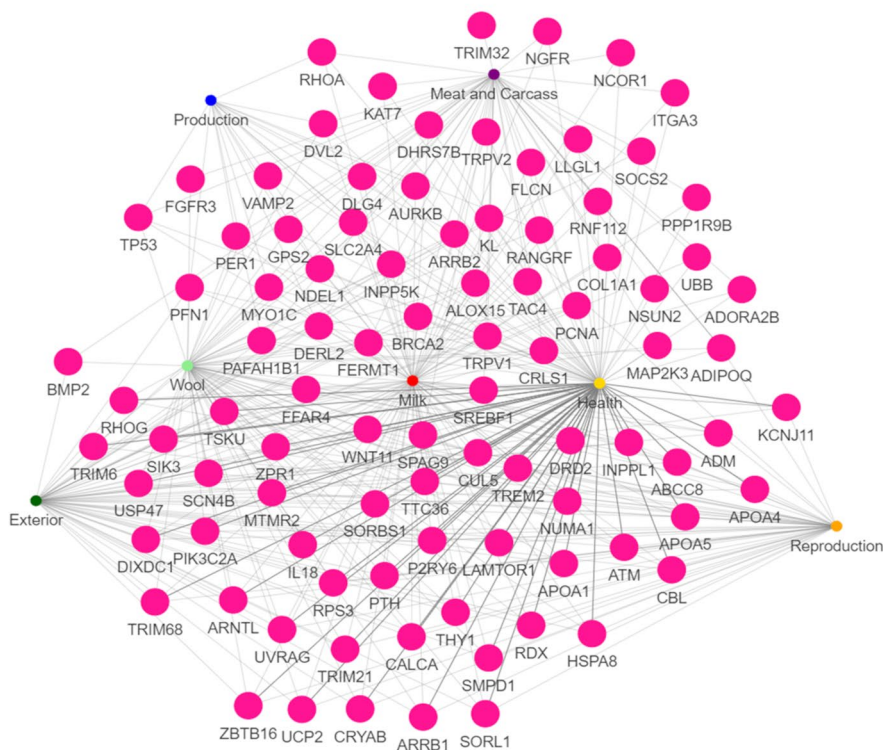 TRIM32
NGFR
RHOA
NCOR1
Meat and Carcass
KAT7
ITGA3
Production
DVL2
DHRS7B
TRPV2
LLGL1
FLCN
SOCS2
FGFR3
VAMP2
DLG4
AURKB
PPP1R9B
TP53
RNF112
SLC2A4
KL
GPS2
PER1
ARRB2
RANGRF
COL1A1
UBB
NDEL1
INPP5K
PFN1
MYO1C
ALOX15
TAC4
NSUN2
ADORA2B
PCNA
BRCA2
DERL2
PAFAH1B1
FERMT1
TRPV1
CRLS1
MAP2K3
ADIPOQ
BMP2
Wool
Milk
Health
FFAR4
SREBF1
RHOG
TSKU
KCNJ11
TRIM6
SIK3
ZPR1
WNT11
SPAG9
CUL5
DRD2
INPPL1
ADM
USP47
SCN4B
MTMR2
TREM2
ABCC8
TTC36
APOA4
Exterior
SORBS1
NUMA1
APOA5
Reproduction
DIXDC1
PIK3C2A
IL18
P2RY6
LAMTOR1
ATM
APOA1
CBL
RPS3
PTH
TRIM68
ARNTL
THY1
UVRAG
CALCA
RDX
HSPA8
TRIM21
SMPD1
ZBTB16
UCP2
CRYAB
ARRB1
SORL1